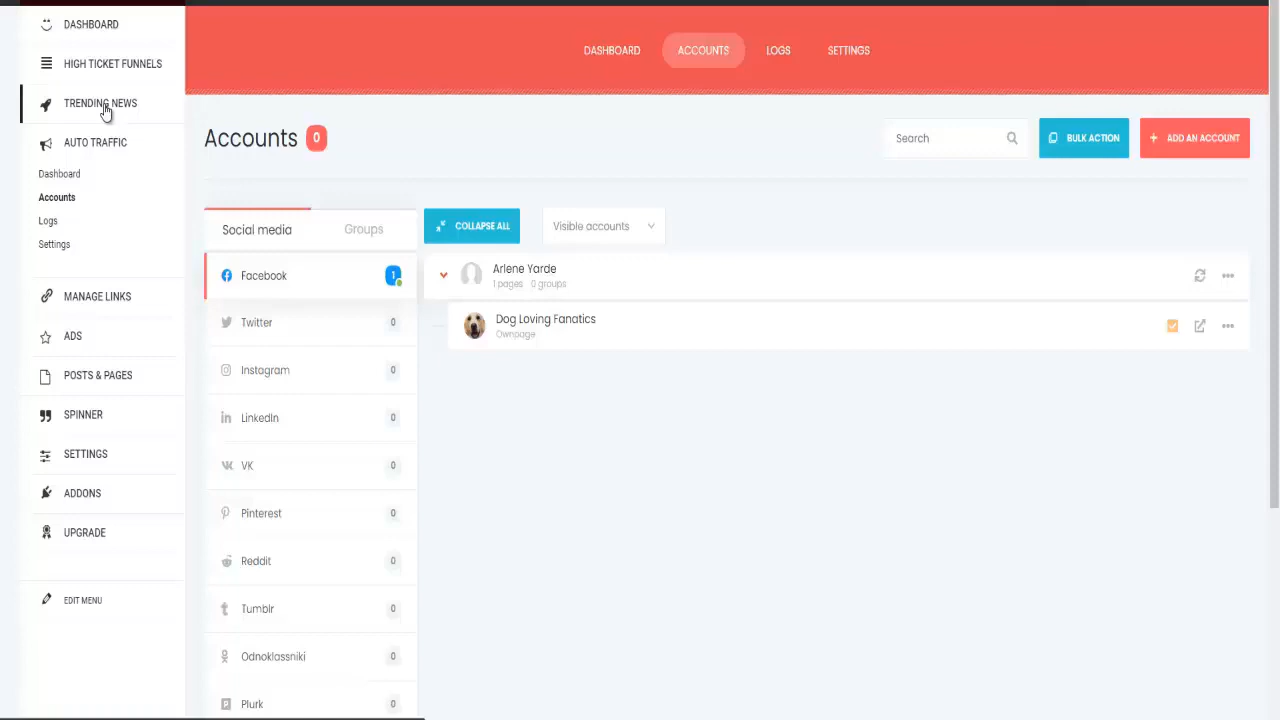 DASHBOARD
HIGH TICKET FUNNELS
TRENDING NEWS
AUTO TRAFFIC
Dashboard
Accounts
Logs
Settings
MANAGE LINKS
ADS
POSTS & PAGES
SPINNER
SETTINGS
ADDONS
UPGRADE
EDIT MENU
DASHBOARD ACCOUNTS LOGS SETTINGS
Accounts 0
Search
BULK ACTION
+ ADD AN ACCOUNT
Social media Groups
COLLAPSE ALL
Visible accounts
Facebook 1
Twitter 0
Instagram 0
LinkedIn 0
VK 0
Pinterest 0
Reddit 0
Tumblr 0
Odnoklassniki 0
Plurk 0
Arlene Yarde
1 pages 0 groups
Dog Loving Fanatics
Ownpage